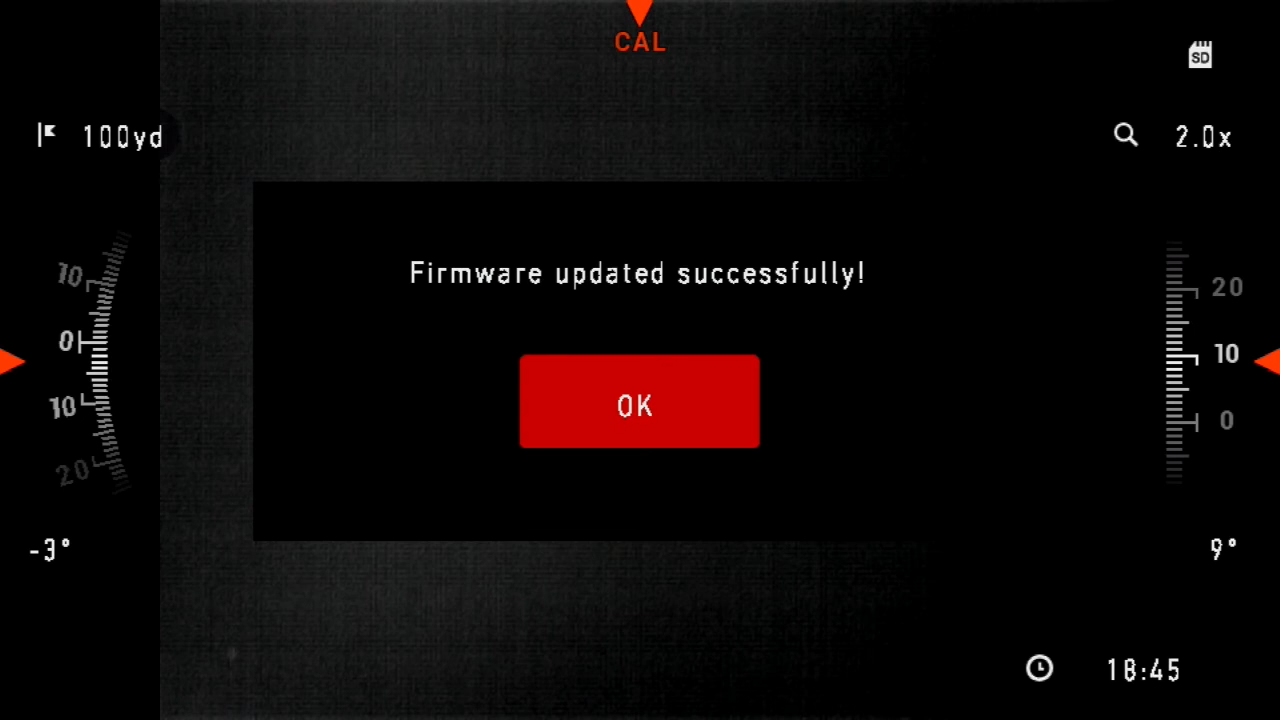 CAL
SD
100yd
2.0x
Firmware updated successfully!
OK
10
0
10
20
20
10
0
-3°
9°
18:45